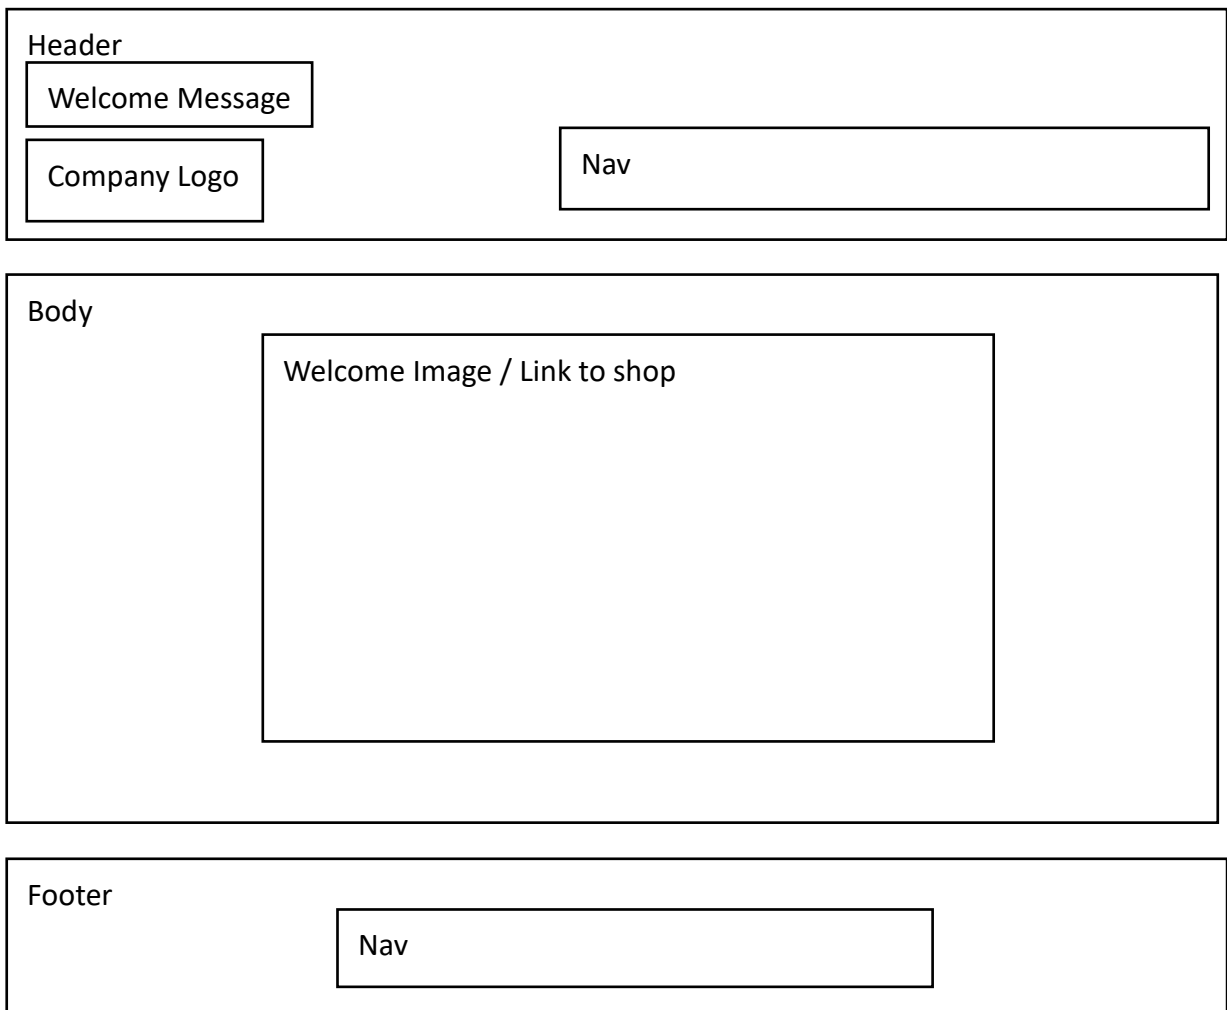 Header
Welcome Message
Company Logo
Nav
Body
Welcome Image / Link to shop
Footer
Nav